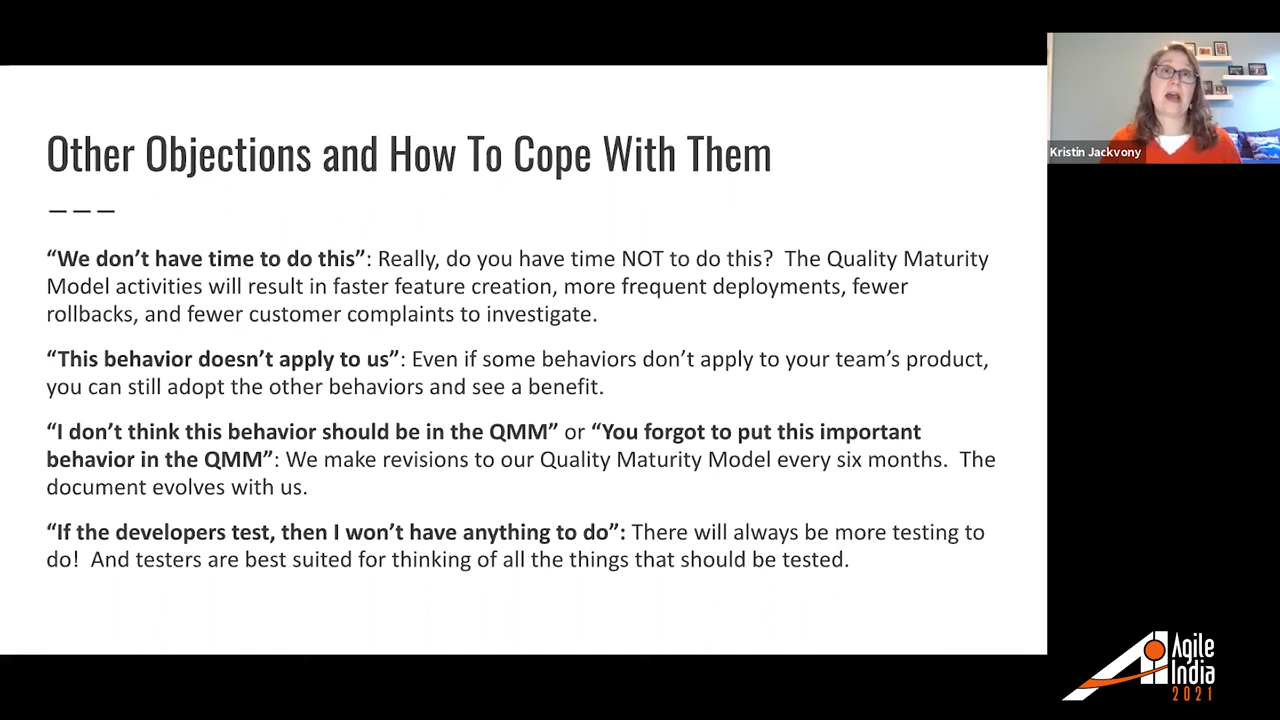 Other Objections and How To Cope With Them
“We don’t have time to do this”: Really, do you have time NOT to do this?  The Quality Maturity
Model activities will result in faster feature creation, more frequent deployments, fewer
rollbacks, and fewer customer complaints to investigate.
“This behavior doesn’t apply to us”: Even if some behaviors don’t apply to your team’s product,
you can still adopt the other behaviors and see a benefit.
“I don’t think this behavior should be in the QMM” or “You forgot to put this important
behavior in the QMM”: We make revisions to our Quality Maturity Model every six months.  The
document evolves with us.
“If the developers test, then I won’t have anything to do”: There will always be more testing to
do!  And testers are best suited for thinking of all the things that should be tested.
Kristin Jackvony
Agile
India
2021